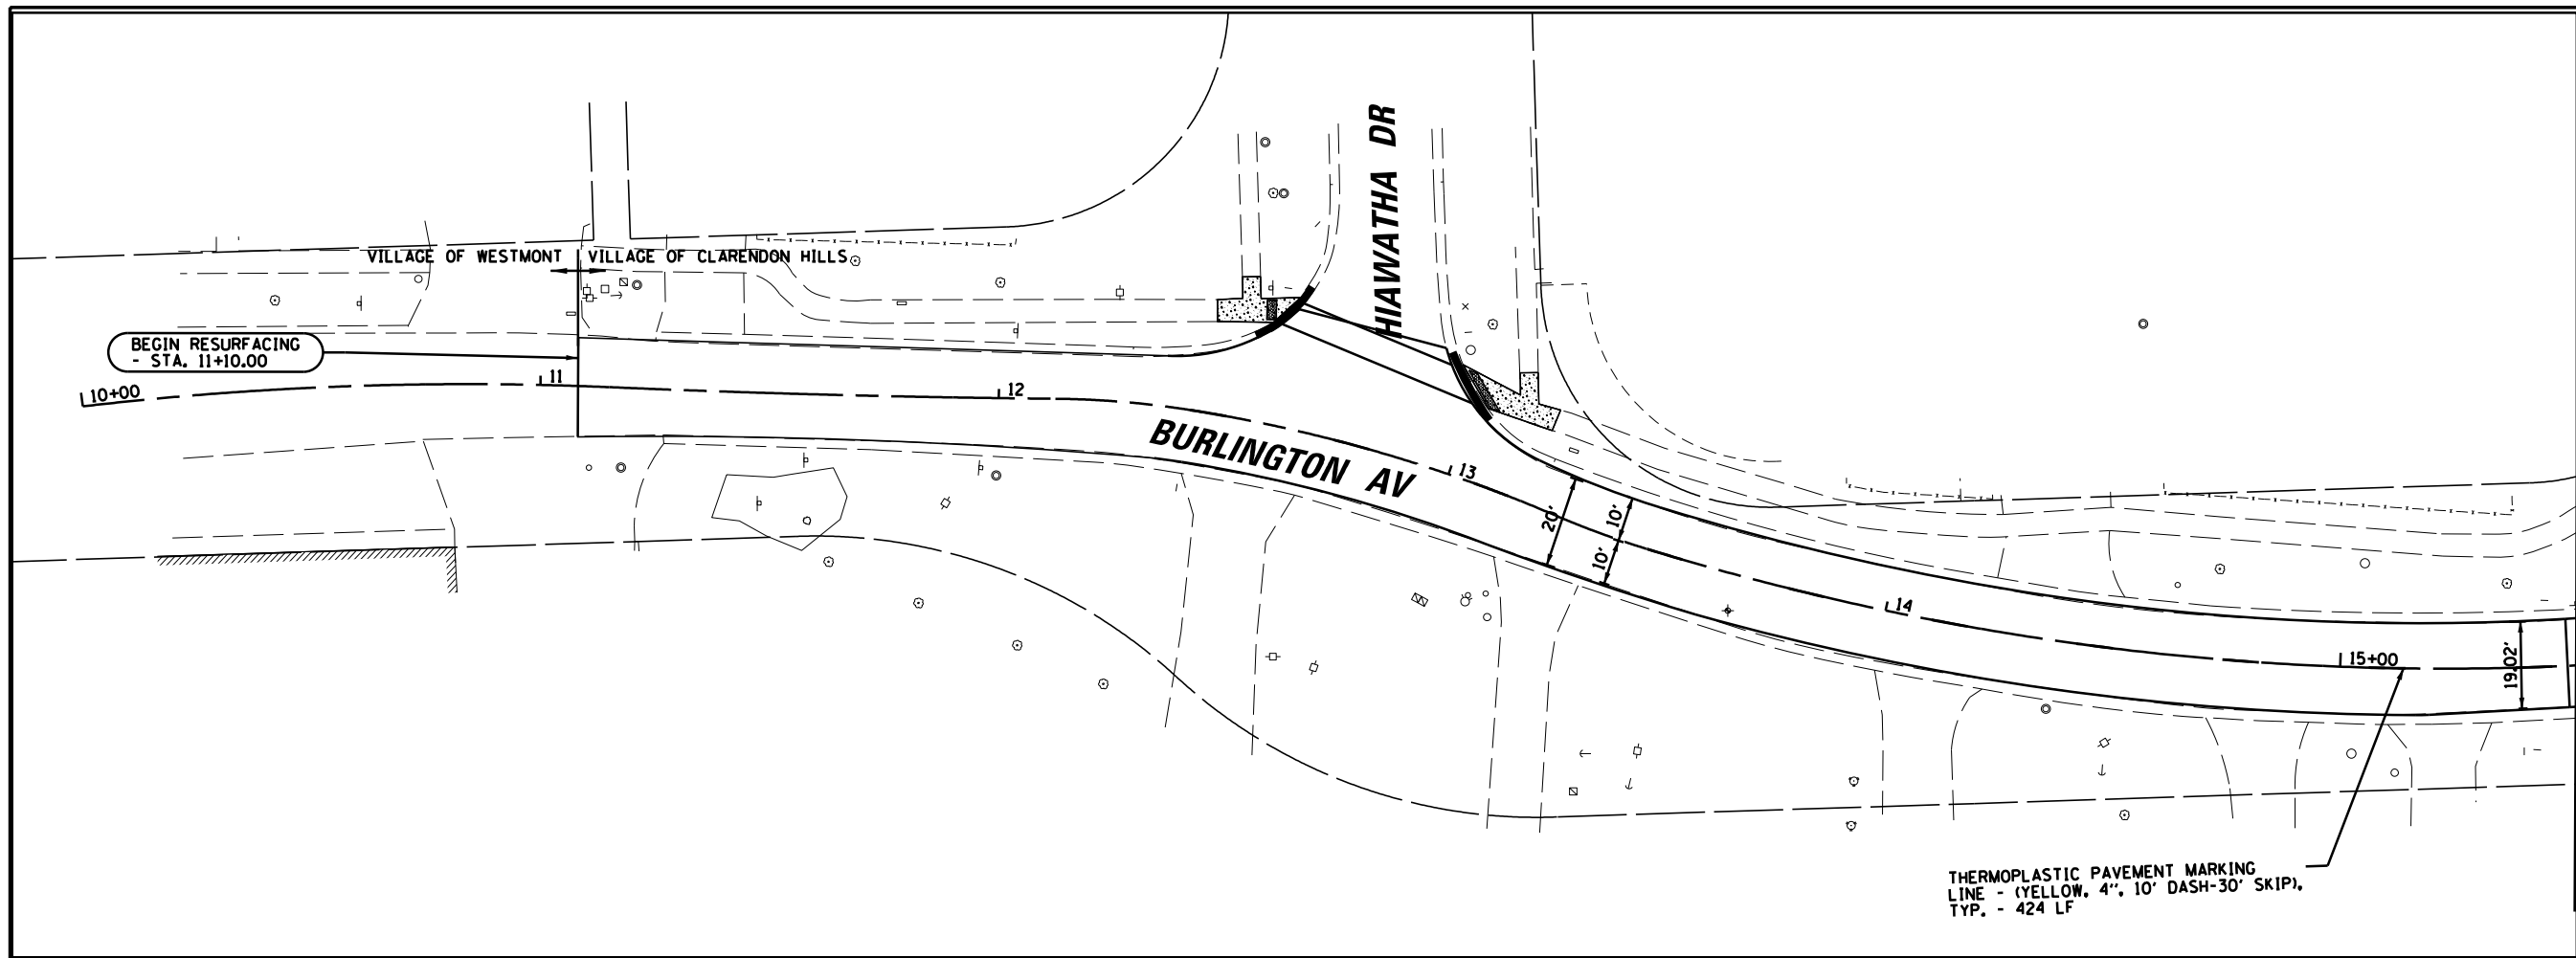 HIAWATHA DR
VILLAGE OF WESTMONT
VILLAGE OF CLARENDON HILLS
BEGIN RESURFACING
- STA. 11+10.00
10+00
11
12
BURLINGTON AV
13
20'
10'
10'
14
15+00
19.02'
THERMOPLASTIC PAVEMENT MARKING
LINE - (YELLOW, 4", 10' DASH-30' SKIP),
TYP. - 424 LF